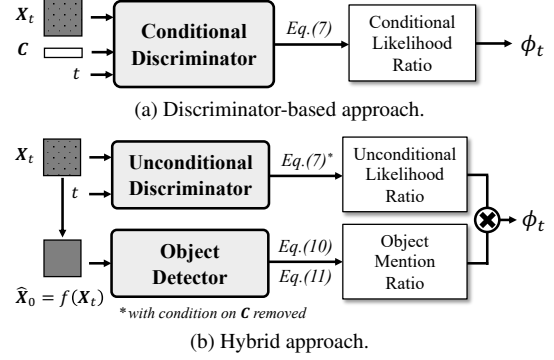 X_t
C
t
Conditional
Discriminator
Eq.(7)
Conditional
Likelihood
Ratio
ϕ_t
(a) Discriminator-based approach.
X_t
t
Unconditional
Discriminator
Eq.(7)*
Unconditional
Likelihood
Ratio
ϕ_t
Object
Detector
Eq.(10)
Eq.(11)
Object
Mention
Ratio
X̂_0 = f(X_t)
*with condition on C removed
(b) Hybrid approach.